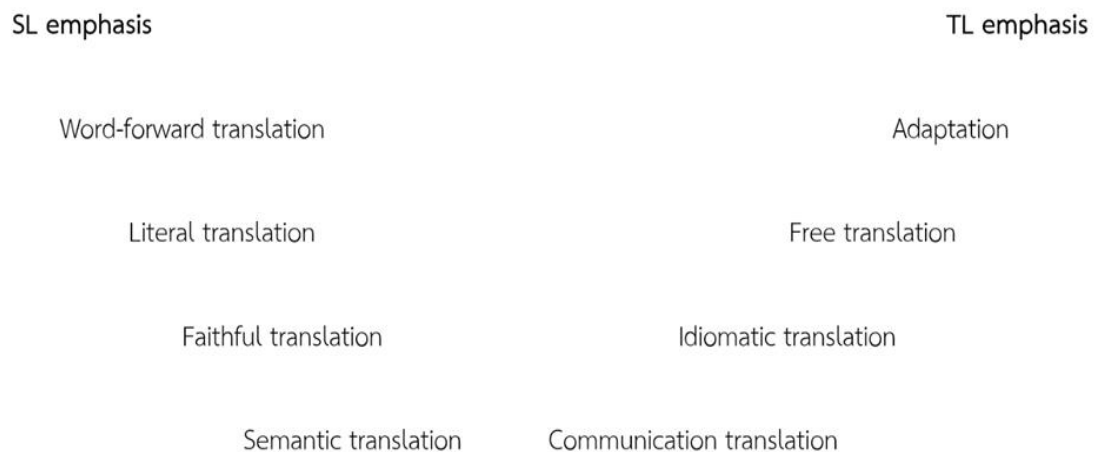 SL emphasis TL emphasis
Word-forward translation Adaptation
Literal translation Free translation
Faithful translation Idiomatic translation
Semantic translation Communication translation